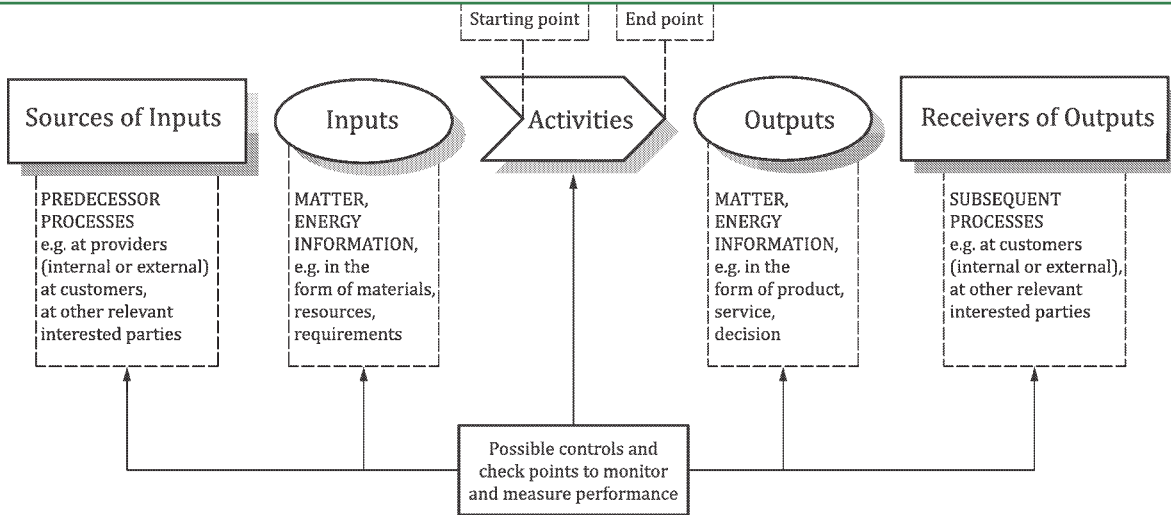 Starting point
End point
Sources of Inputs
Inputs
Activities
Outputs
Receivers of Outputs
PREDECESSOR
PROCESSES
e.g. at providers
(internal or external)
at customers,
at other relevant
interested parties
MATTER,
ENERGY
INFORMATION,
e.g. in the
form of materials,
resources,
requirements
MATTER,
ENERGY
INFORMATION,
e.g. in the
form of product,
service,
decision
SUBSEQUENT
PROCESSES
e.g. at customers
(internal or external),
at other relevant
interested parties
Possible controls and
check points to monitor
and measure performance